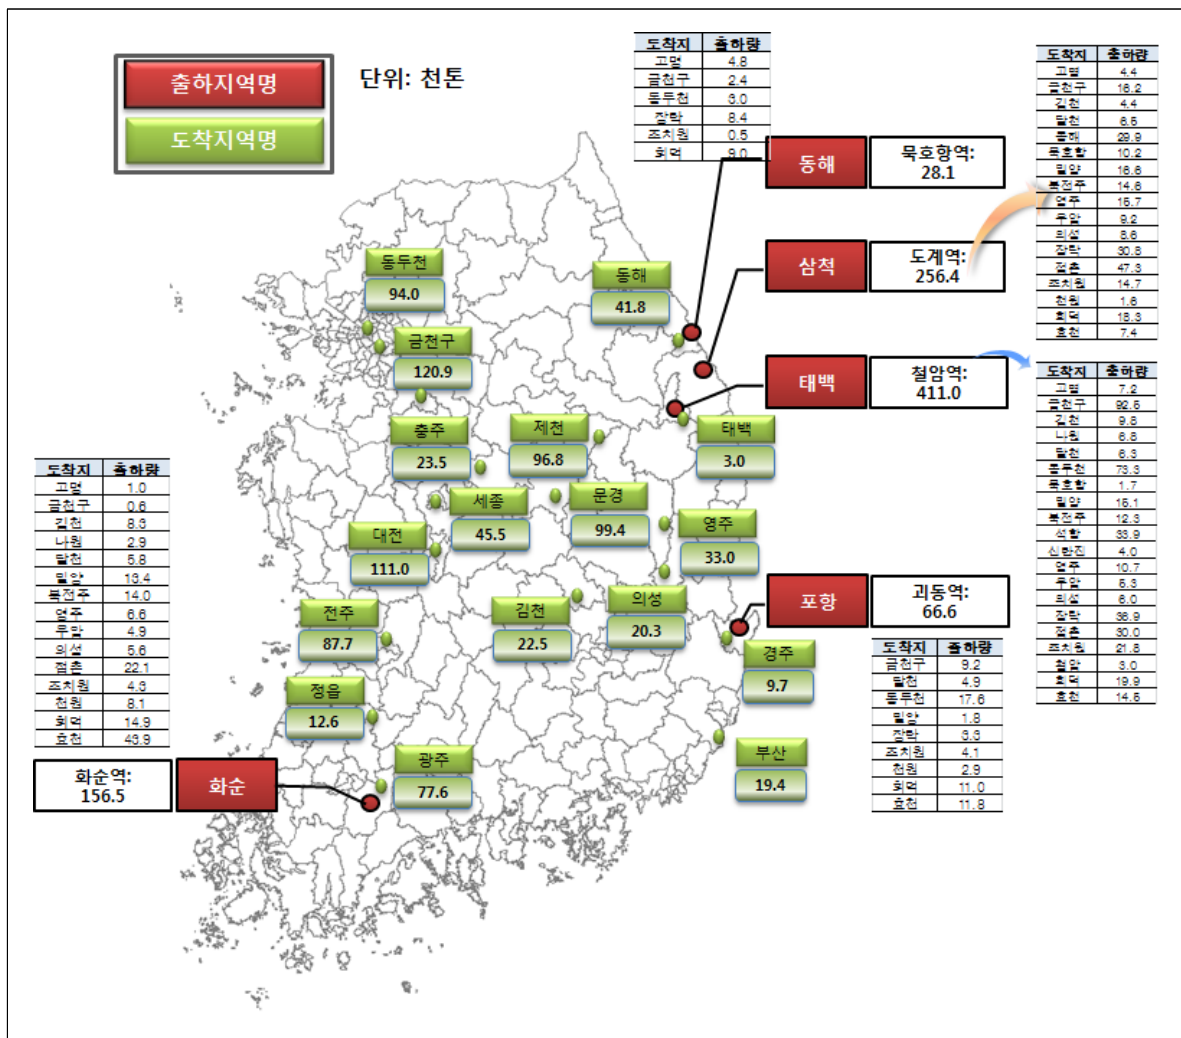 출하지역명
도착지역명
단위: 천톤
도착지 출하량
고명 4.8
금천구 2.4
동두천 3.0
장락 8.4
조치원 0.5
회덕 9.0
동해
묵호항역:
28.1
삼척
도계역:
256.4
태백
철암역:
411.0
포항
괴동역:
66.6
화순역:
156.5
화순
도착지 출하량
고명 4.4
금천구 16.2
김천 4.4
달천 6.5
동해 29.9
묵호항 10.2
밀양 16.8
북전주 14.6
영주 15.7
우암 9.2
의성 8.6
장락 30.8
점촌 47.3
조치원 14.7
천원 1.6
회덕 18.3
효천 7.4
도착지 출하량
고명 7.2
금천구 92.5
김천 9.8
나원 6.8
달천 6.3
동두천 73.3
묵호항 1.7
밀양 15.1
북전주 12.3
석항 33.9
신탄진 4.0
영주 10.7
우암 5.3
의성 6.0
장락 36.9
점촌 30.0
조치원 21.8
철암 3.0
회덕 19.9
효천 14.5
동두천
94.0
동해
41.8
금천구
120.9
충주
23.5
제천
96.8
태백
3.0
세종
45.5
문경
99.4
영주
33.0
대전
111.0
전주
87.7
김천
22.5
의성
20.3
경주
9.7
정읍
12.6
광주
77.6
부산
19.4
도착지 출하량
고명 1.0
금천구 0.6
김천 8.3
나원 2.9
달천 5.8
밀양 13.4
북전주 14.0
영주 6.6
우암 4.9
의성 5.6
점촌 22.1
조치원 4.3
천원 8.1
회덕 14.9
효천 43.9
도착지 출하량
금천구 9.2
달천 4.9
동두천 17.6
밀양 1.8
장락 3.3
조치원 4.1
천원 2.9
회덕 11.0
효천 11.8